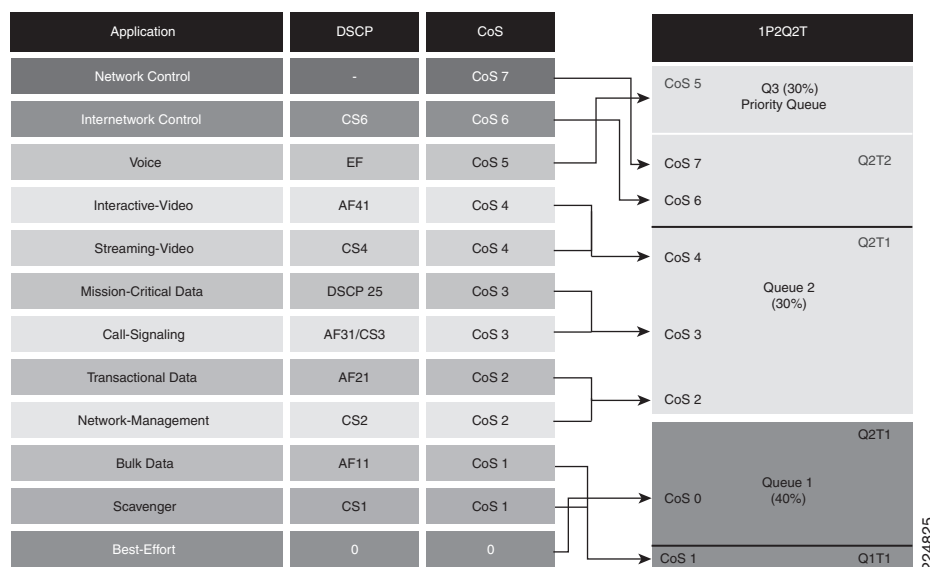 Application DSCP CoS 1P2Q2T
Network Control - CoS 7
Internetwork Control CS6 CoS 6
Voice EF CoS 5
Interactive-Video AF41 CoS 4
Streaming-Video CS4 CoS 4
Mission-Critical Data DSCP 25 CoS 3
Call-Signaling AF31/CS3 CoS 3
Transactional Data AF21 CoS 2
Network-Management CS2 CoS 2
Bulk Data AF11 CoS 1
Scavenger CS1 CoS 1
Best-Effort 0 0
CoS 5 Q3 (30%)
Priority Queue
CoS 7 Q2T2
CoS 6
Q2T1
CoS 4
Queue 2
(30%)
CoS 3
CoS 2
Q2T1
Queue 1
CoS 0 (40%)
CoS 1 Q1T1